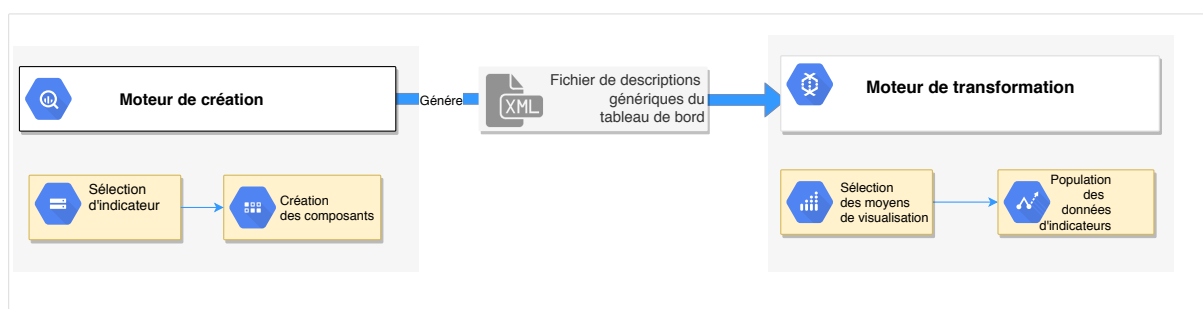 Moteur de création
Génére
XML
Fichier de descriptions
génériques du
tableau de bord
Moteur de transformation
Sélection
d'indicateur
Création
des composants
Sélection
des moyens
de visualisation
Population
des
données
d'indicateurs